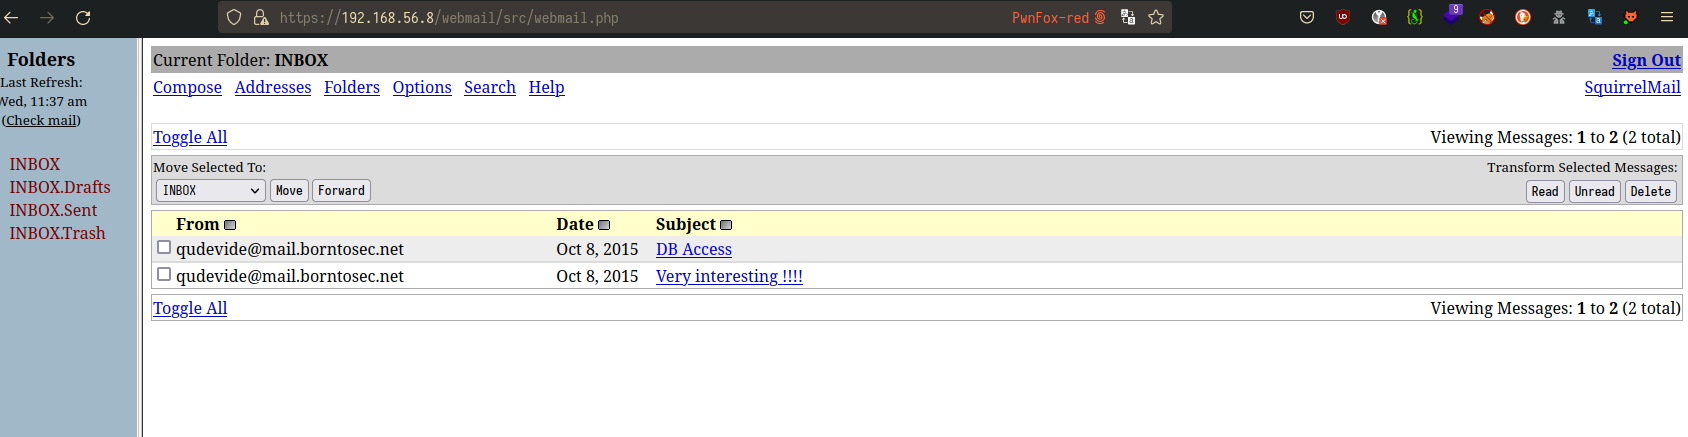 https://192.168.56.8/webmail/src/webmail.php PwnFox-red
9
Folders
Last Refresh:
Wed, 11:37 am
(Check mail)
INBOX
INBOX.Drafts
INBOX.Sent
INBOX.Trash
Current Folder: INBOX Sign Out
Compose Addresses Folders Options Search Help SquirrelMail
Toggle All Viewing Messages: 1 to 2 (2 total)
Move Selected To: Transform Selected Messages:
INBOX Move Forward Read Unread Delete
From Date Subject
qudevide@mail.borntosec.net Oct 8, 2015 DB Access
qudevide@mail.borntosec.net Oct 8, 2015 Very interesting !!!!
Toggle All Viewing Messages: 1 to 2 (2 total)